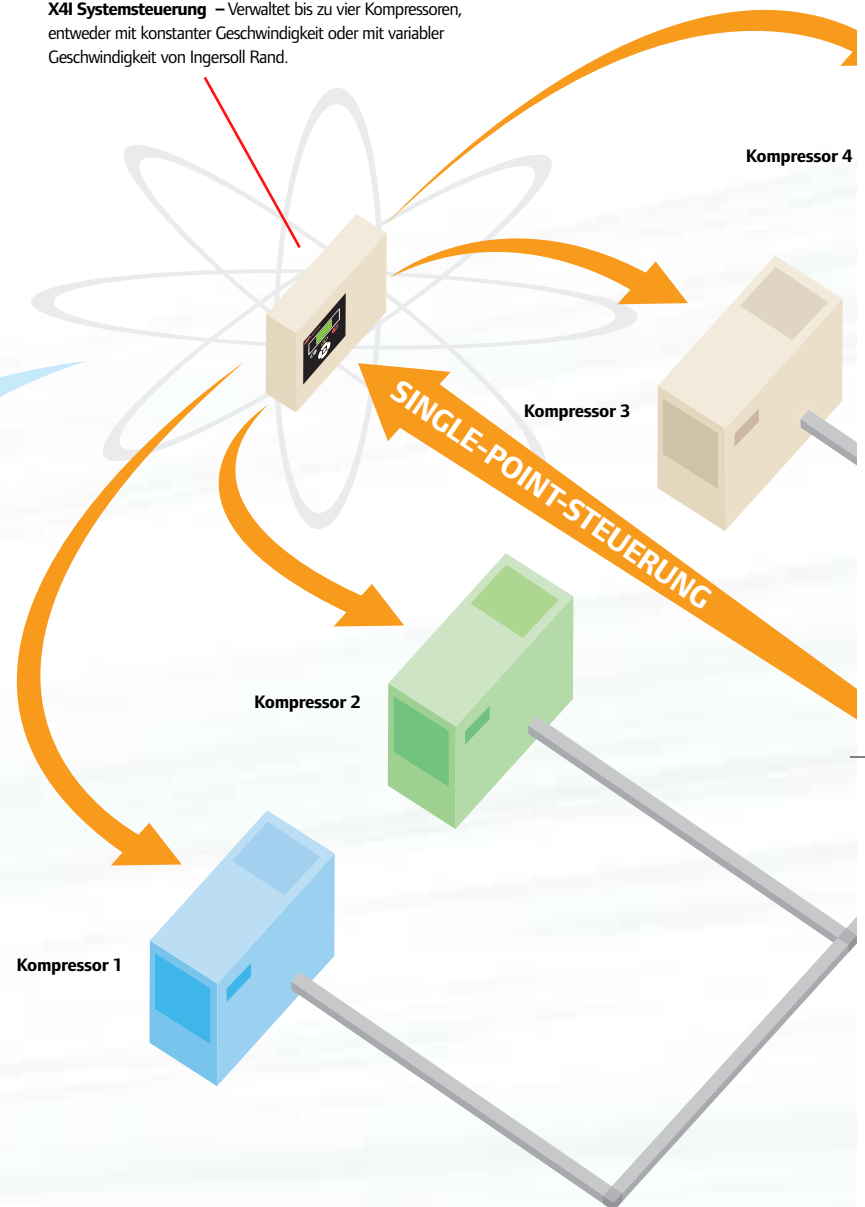 X4I Systemsteuerung – Verwaltet bis zu vier Kompressoren,
entweder mit konstanter Geschwindigkeit oder mit variabler
Geschwindigkeit von Ingersoll Rand.
Kompressor 4
Kompressor 3
SINGLE-POINT-STEUERUNG
Kompressor 2
Kompressor 1